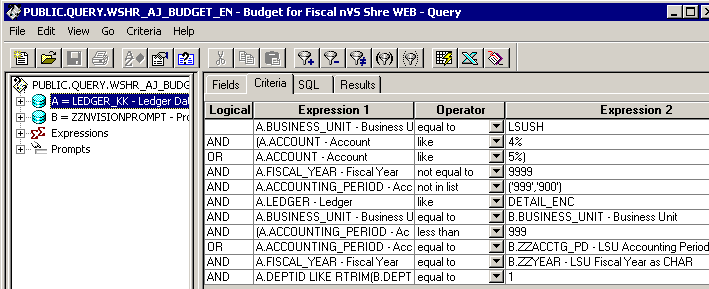 PUBLIC.QUERY.WSHR_AJ_BUDGET_EN - Budget for Fiscal nVS Shre WEB - Query
File Edit View Go Criteria Help
PUBLIC.QUERY.WSHR_AJ_BUDG
A = LEDGER_KK - Ledger Da
B = ZZNVISIONPROMPT - Pro
Expressions
Prompts
Fields Criteria SQL Results
Logical Expression 1 Operator Expression 2
A.BUSINESS_UNIT - Business U equal to LSUSH
AND (A.ACCOUNT - Account like 4%
OR A.ACCOUNT - Account like 5%)
AND A.FISCAL_YEAR - Fiscal Year not equal to 9999
AND A.ACCOUNTING_PERIOD - Acc not in list ('999','900')
AND A.LEDGER - Ledger like DETAIL_ENC
AND A.BUSINESS_UNIT - Business U equal to B.BUSINESS_UNIT - Business Unit
AND (A.ACCOUNTING_PERIOD - Ac less than 999
OR A.ACCOUNTING_PERIOD - Acc equal to B.ZZACCTG_PD - LSU Accounting Period
AND A.FISCAL_YEAR - Fiscal Year equal to B.ZZYEAR - LSU Fiscal Year as CHAR
AND A.DEPTID LIKE RTRIM(B.DEPT equal to 1